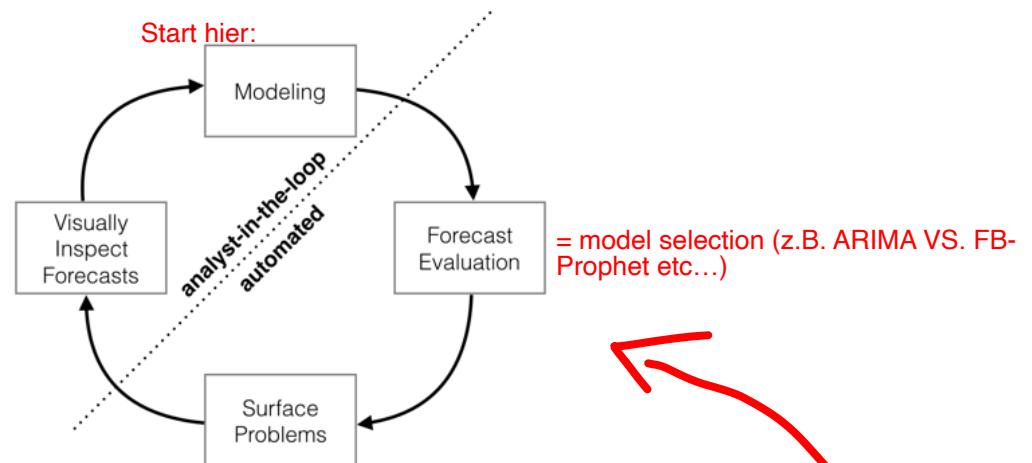 Start hier:
Modeling
analyst-in-the-loop
automated
Visually
Inspect
Forecasts
Forecast
Evaluation
= model selection (z.B. ARIMA VS. FB-
Prophet etc…)
Surface
Problems